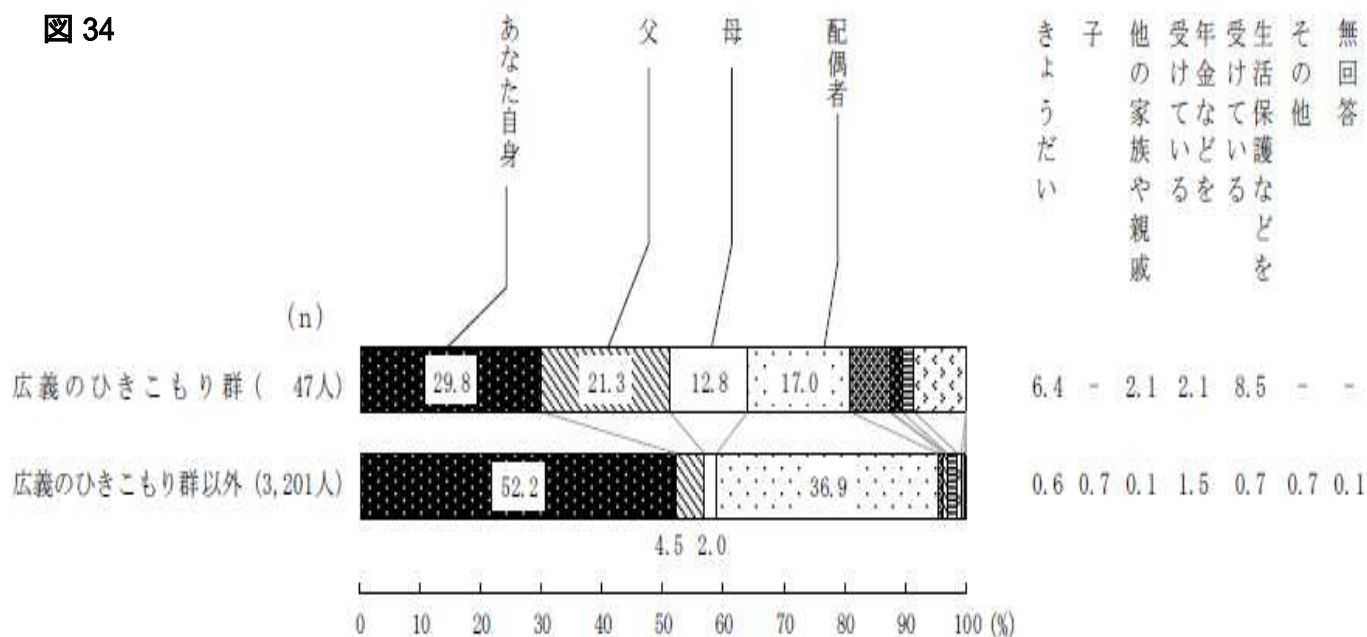 図 34
あなた自身
父
母
配偶者
きょうだい
子
他の家族や親戚
年金などを
受けている
生活保護などを
受けている
その他
無回答
(n)
広義のひきこもり群 ( 47人)
29.8 21.3 12.8 17.0
6.4 - 2.1 2.1 8.5 - -
広義のひきこもり群以外 (3,201人)
52.2 36.9
0.6 0.7 0.1 1.5 0.7 0.7 0.1
4.5 2.0
0 10 20 30 40 50 60 70 80 90 100 (%)